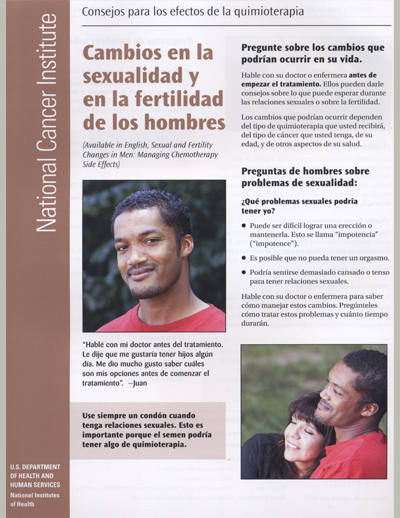 Consejos para los efectos de la quimioterapia
National Cancer Institute
Cambios en la
sexualidad y
en la fertilidad
de los hombres
(Available in English, Sexual and Fertility
Changes in Men: Managing Chemotherapy
Side Effects)
"Hablé con mi doctor antes del tratamiento.
Le dije que me gustaría tener hijos algún
día. Me dio mucho gusto saber cuáles
son mis opciones antes de comenzar el
tratamiento". —Juan
Use siempre un condón cuando
tenga relaciones sexuales. Esto es
importante porque el semen podría
tener algo de quimioterapia.
Pregunte sobre los cambios que
podrían ocurrir en su vida.
Hable con su doctor o enfermera antes de
empezar el tratamiento. Ellos pueden darle
consejos sobre lo que puede esperar durante
las relaciones sexuales o sobre la fertilidad.
Los cambios que podrían ocurrir dependen
del tipo de quimioterapia que usted recibirá,
del tipo de cáncer que usted tenga, de su
edad, y de otros aspectos de su salud.
Preguntas de hombres sobre
problemas de sexualidad:
¿Qué problemas sexuales podría
tener yo?
● Puede ser difícil lograr una erección o
mantenerla. Esto se llama "impotencia"
("impotence").
● Es posible que no pueda tener un orgasmo.
● Podría sentirse demasiado cansado o tenso
para tener relaciones sexuales.
Hable con su doctor o enfermera para saber
cómo manejar estos cambios. Pregúnteles
cómo tratar estos problemas y cuánto tiempo
durarán.
U.S. DEPARTMENT
OF HEALTH AND
HUMAN SERVICES
National Institutes
of Health